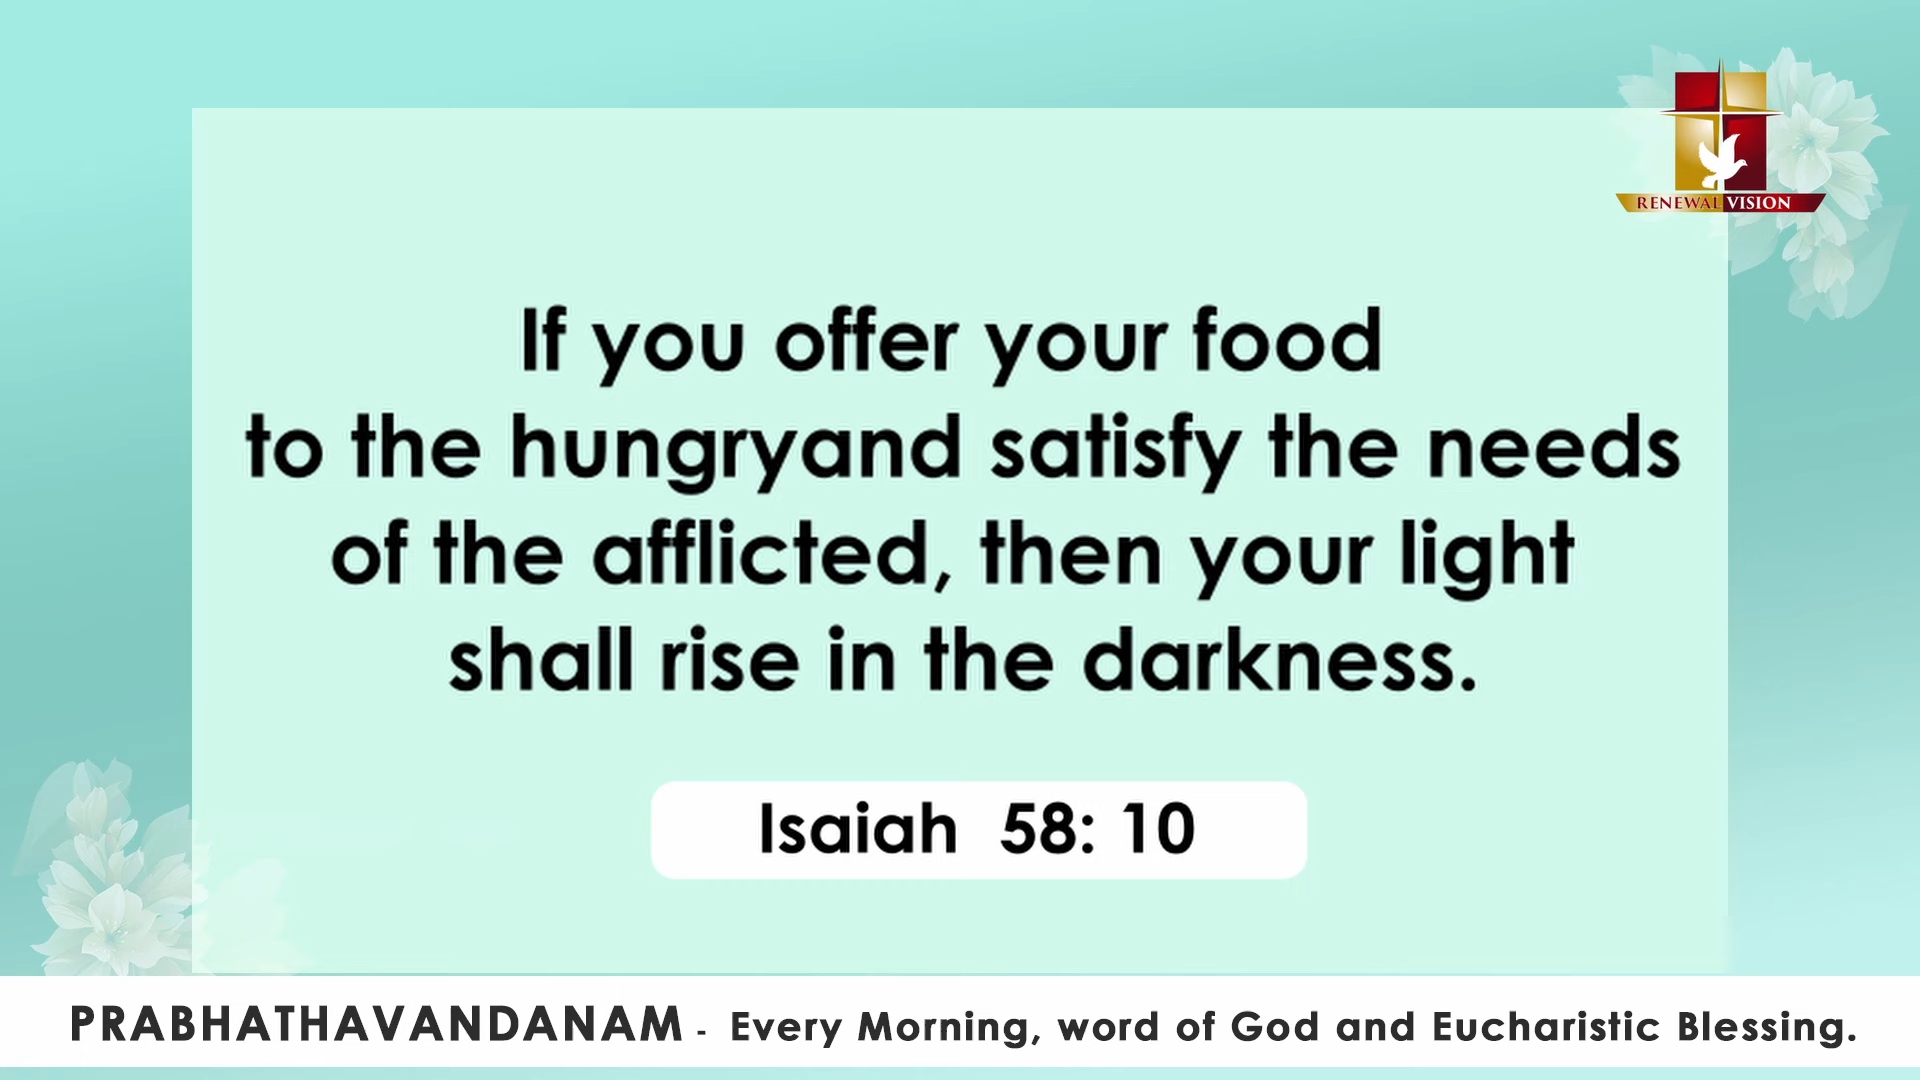 RENEWAL VISION
If you offer your food
to the hungryand satisfy the needs
of the afflicted, then your light
shall rise in the darkness.
Isaiah 58: 10
PRABHATHAVANDANAM - Every Morning, word of God and Eucharistic Blessing.